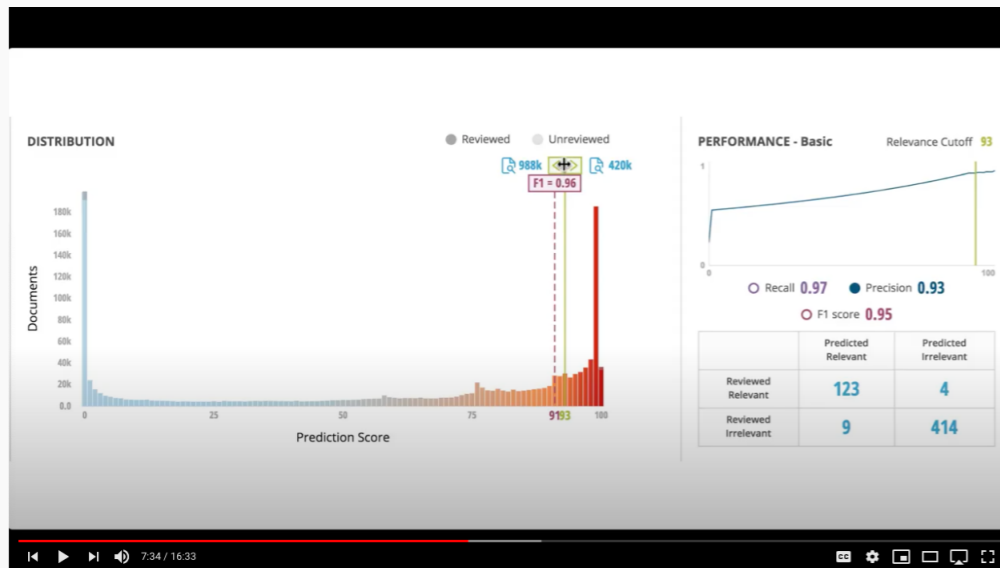 DISTRIBUTION
Reviewed Unreviewed
988k 420k
F1 = 0.96
180k
160k
140k
120k
100k
80k
60k
40k
20k
0.0
Documents
0 25 50 75 91 93 100
Prediction Score
PERFORMANCE - Basic Relevance Cutoff 93
1
0
0 100
Recall 0.97 Precision 0.93
F1 score 0.95
Predicted Relevant Predicted Irrelevant
Reviewed Relevant 123 4
Reviewed Irrelevant 9 414
7:34 / 16:33
CC